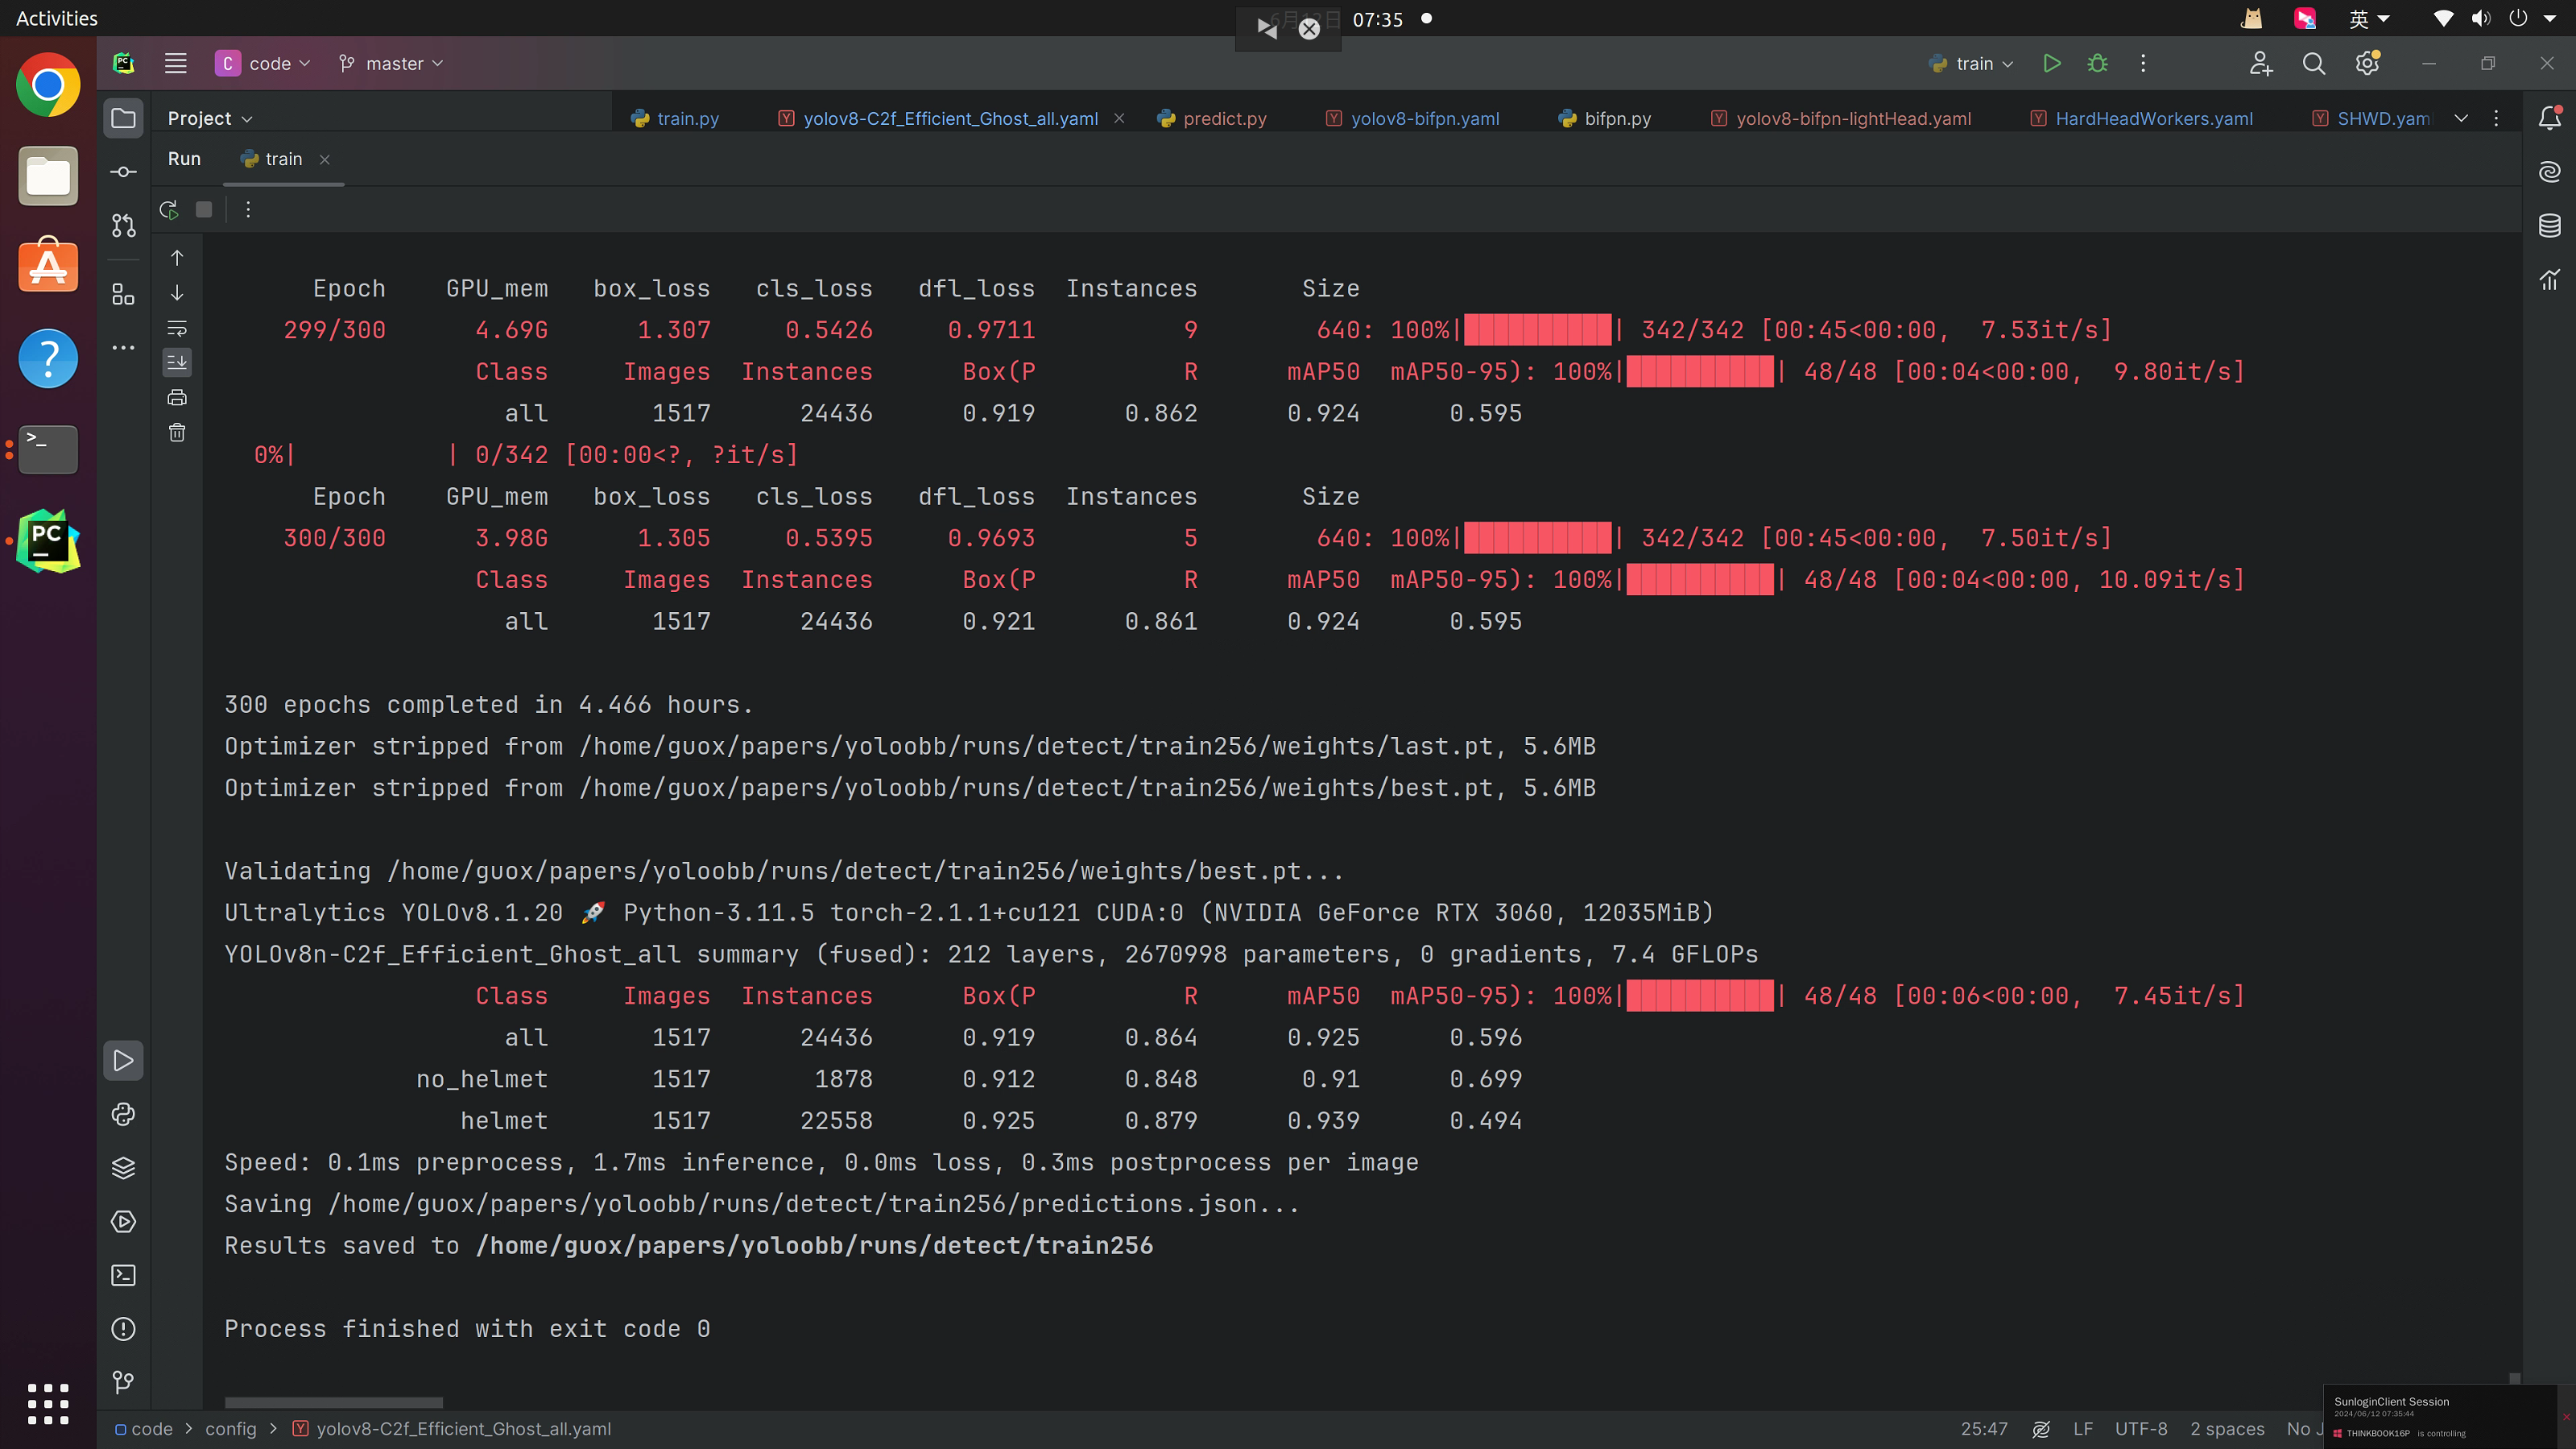 Activities
6月12日 07:35
英
C code master
train
Project
train.py yolov8-C2f_Efficient_Ghost_all.yaml predict.py yolov8-bifpn.yaml bifpn.py yolov8-bifpn-lightHead.yaml HardHeadWorkers.yaml SHWD.yam
Run train
Epoch GPU_mem box_loss cls_loss dfl_loss Instances Size
299/300 4.69G 1.307 0.5426 0.9711 9 640: 100%|██████████| 342/342 [00:45<00:00, 7.53it/s]
Class Images Instances Box(P R mAP50 mAP50-95): 100%|██████████| 48/48 [00:04<00:00, 9.80it/s]
all 1517 24436 0.919 0.862 0.924 0.595
0%| | 0/342 [00:00<?, ?it/s]
Epoch GPU_mem box_loss cls_loss dfl_loss Instances Size
300/300 3.98G 1.305 0.5395 0.9693 5 640: 100%|██████████| 342/342 [00:45<00:00, 7.50it/s]
Class Images Instances Box(P R mAP50 mAP50-95): 100%|██████████| 48/48 [00:04<00:00, 10.09it/s]
all 1517 24436 0.921 0.861 0.924 0.595
300 epochs completed in 4.466 hours.
Optimizer stripped from /home/guox/papers/yoloobb/runs/detect/train256/weights/last.pt, 5.6MB
Optimizer stripped from /home/guox/papers/yoloobb/runs/detect/train256/weights/best.pt, 5.6MB
Validating /home/guox/papers/yoloobb/runs/detect/train256/weights/best.pt...
Ultralytics YOLOv8.1.20 🚀 Python-3.11.5 torch-2.1.1+cu121 CUDA:0 (NVIDIA GeForce RTX 3060, 12035MiB)
YOLOv8n-C2f_Efficient_Ghost_all summary (fused): 212 layers, 2670998 parameters, 0 gradients, 7.4 GFLOPs
Class Images Instances Box(P R mAP50 mAP50-95): 100%|██████████| 48/48 [00:06<00:00, 7.45it/s]
all 1517 24436 0.919 0.864 0.925 0.596
no_helmet 1517 1878 0.912 0.848 0.91 0.699
helmet 1517 22558 0.925 0.879 0.939 0.494
Speed: 0.1ms preprocess, 1.7ms inference, 0.0ms loss, 0.3ms postprocess per image
Saving /home/guox/papers/yoloobb/runs/detect/train256/predictions.json...
Results saved to /home/guox/papers/yoloobb/runs/detect/train256
Process finished with exit code 0
code > config > yolov8-C2f_Efficient_Ghost_all.yaml
25:47 LF UTF-8 2 spaces No J
SunloginClient Session
2024/06/12 07:35:44
THINKBOOK16P is controlling